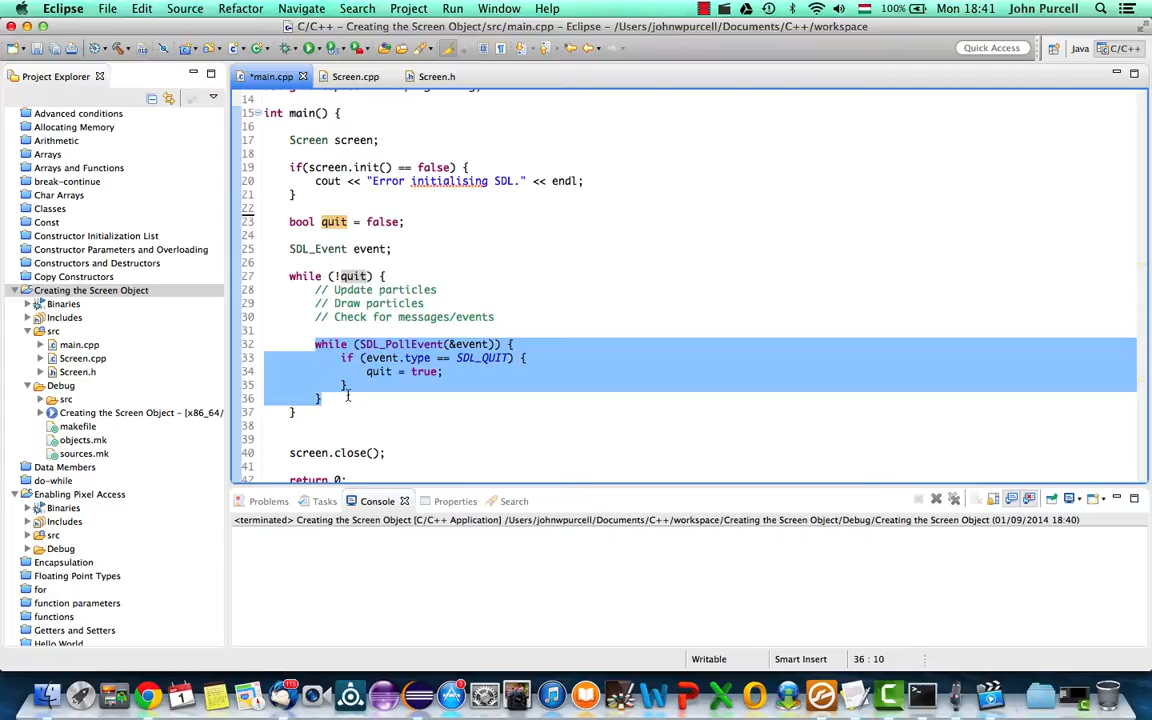 Eclipse File Edit Source Refactor Navigate Search Project Run Window Help 100% Mon 18:41 John Purcell
C/C++ - Creating the Screen Object/src/main.cpp - Eclipse - /Users/johnwpurcell/Documents/C++/workspace
Quick Access Java C/C++
Project Explorer
Advanced conditions
Allocating Memory
Arithmetic
Arrays
Arrays and Functions
break-continue
Char Arrays
Classes
Const
Constructor Initialization List
Constructor Parameters and Overloading
Constructors and Destructors
Copy Constructors
Creating the Screen Object
Binaries
Includes
src
main.cpp
Screen.cpp
Screen.h
Debug
src
Creating the Screen Object - [x86_64/
makefile
objects.mk
sources.mk
Data Members
do-while
Enabling Pixel Access
Binaries
Includes
src
Debug
Encapsulation
Floating Point Types
for
function parameters
functions
Getters and Setters
Hello World
*main.cpp Screen.cpp Screen.h
14
15 int main() {
16
17 Screen screen;
18
19 if(screen.init() == false) {
20 cout << "Error initialising SDL." << endl;
21 }
22
23 bool quit = false;
24
25 SDL_Event event;
26
27 while (!quit) {
28 // Update particles
29 // Draw particles
30 // Check for messages/events
31
32 while (SDL_PollEvent(&event)) {
33 if (event.type == SDL_QUIT) {
34 quit = true;
35 }
36 }
37 }
38
39
40 screen.close();
41
42 return 0;
Problems Tasks Console Properties Search
<terminated> Creating the Screen Object [C/C++ Application] /Users/johnwpurcell/Documents/C++/workspace/Creating the Screen Object/Debug/Creating the Screen Object (01/09/2014 18:40)
Writable Smart Insert 36 : 10